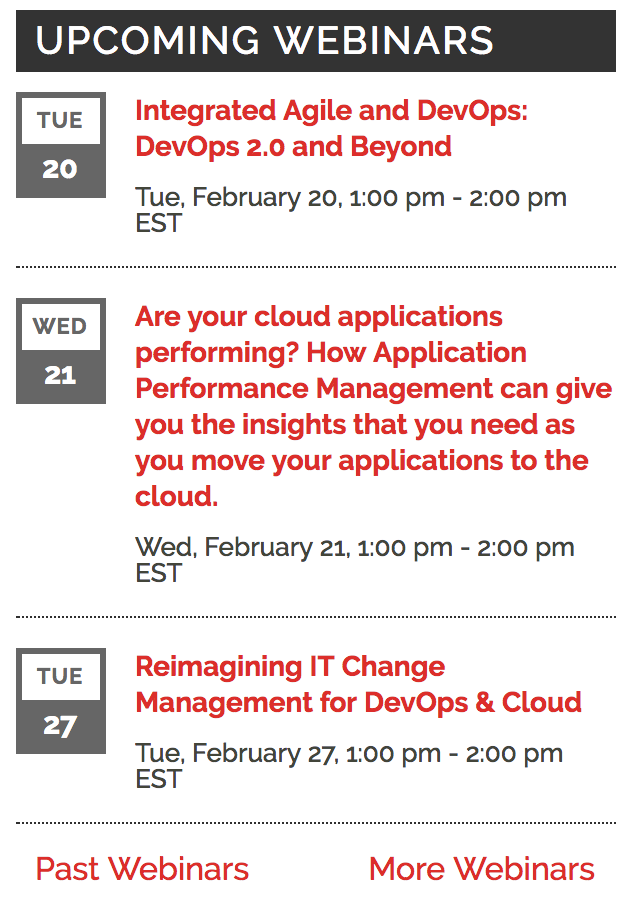 UPCOMING WEBINARS
TUE
20
Integrated Agile and DevOps:
DevOps 2.0 and Beyond
Tue, February 20, 1:00 pm - 2:00 pm
EST
WED
21
Are your cloud applications
performing? How Application
Performance Management can give
you the insights that you need as
you move your applications to the
cloud.
Wed, February 21, 1:00 pm - 2:00 pm
EST
TUE
27
Reimagining IT Change
Management for DevOps & Cloud
Tue, February 27, 1:00 pm - 2:00 pm
EST
Past Webinars
More Webinars